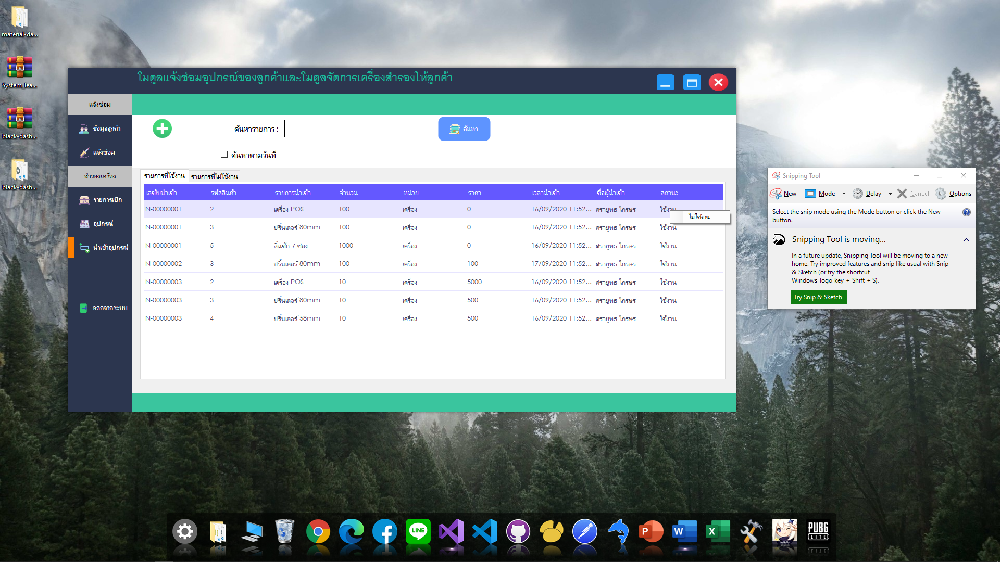 material-da...
System_lea...
black-dash...
black-dash...
โมดูลแจ้งซ่อมอุปกรณ์ของลูกค้าและโมดูลจัดการเครื่องสำรองให้ลูกค้า
แจ้งซ่อม
ข้อมูลลูกค้า
แจ้งซ่อม
สำรองเครื่อง
รายการเบิก
อุปกรณ์
นำเข้าอุปกรณ์
ออกจากระบบ
ค้นหารายการ :
ค้นหา
ค้นหาตามวันที่
รายการที่ใช้งาน รายการที่ไม่ใช้งาน
เลขใบนำเข้า รหัสสินค้า รายการนำเข้า จำนวน หน่วย ราคา เวลานำเข้า ชื่อผู้นำเข้า สถานะ
N-00000001 2 เครื่อง POS 100 เครื่อง 0 16/09/2020 11:52... ศรายุทธ ไกรษร ใช้งาน
ไม่ใช้งาน
N-00000001 3 ปริ้นเตอร์ 80mm 100 เครื่อง 0 16/09/2020 11:52... ศรายุทธ ไกรษร ใช้งาน
N-00000001 5 ลิ้นชัก 7 ช่อง 1000 เครื่อง 0 16/09/2020 11:52... ศรายุทธ ไกรษร ใช้งาน
N-00000002 3 ปริ้นเตอร์ 80mm 100 เครื่อง 100 17/09/2020 11:52... ศรายุทธ ไกรษร ใช้งาน
N-00000003 2 เครื่อง POS 10 เครื่อง 5000 16/09/2020 11:52... ศรายุทธ ไกรษร ใช้งาน
N-00000003 3 ปริ้นเตอร์ 80mm 10 เครื่อง 500 16/09/2020 11:52... ศรายุทธ ไกรษร ใช้งาน
N-00000003 4 ปริ้นเตอร์ 58mm 10 เครื่อง 500 16/09/2020 11:52... ศรายุทธ ไกรษร ใช้งาน
Snipping Tool
New Mode Delay Cancel Options
Select the snip mode using the Mode button or click the New
button.
Snipping Tool is moving...
In a future update, Snipping Tool will be moving to a new
home. Try improved features and snip like usual with Snip
& Sketch (or try the shortcut
Windows logo key + Shift + S).
Try Snip & Sketch
LINE
P
W
X
miHoYo
PUBG
LITE